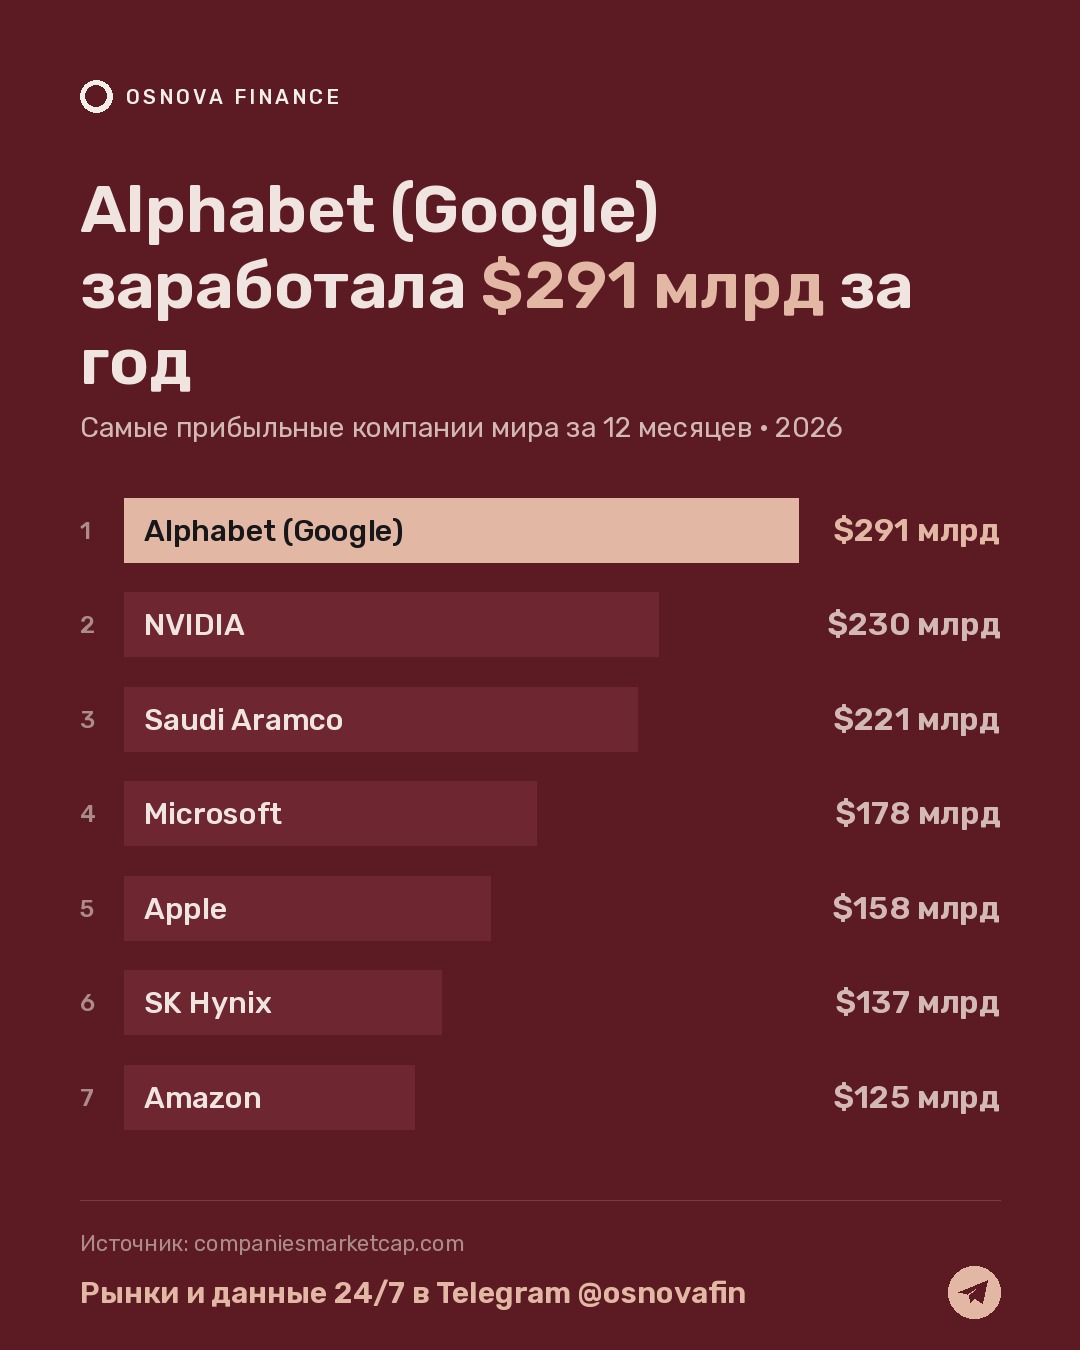 OSNOVA FINANCE
Alphabet (Google)
заработала $291 млрд за
год
Самые прибыльные компании мира за 12 месяцев • 2026
1 Alphabet (Google) $291 млрд
2 NVIDIA $230 млрд
3 Saudi Aramco $221 млрд
4 Microsoft $178 млрд
5 Apple $158 млрд
6 SK Hynix $137 млрд
7 Amazon $125 млрд
Источник: companiesmarketcap.com
Рынки и данные 24/7 в Telegram @osnovafin